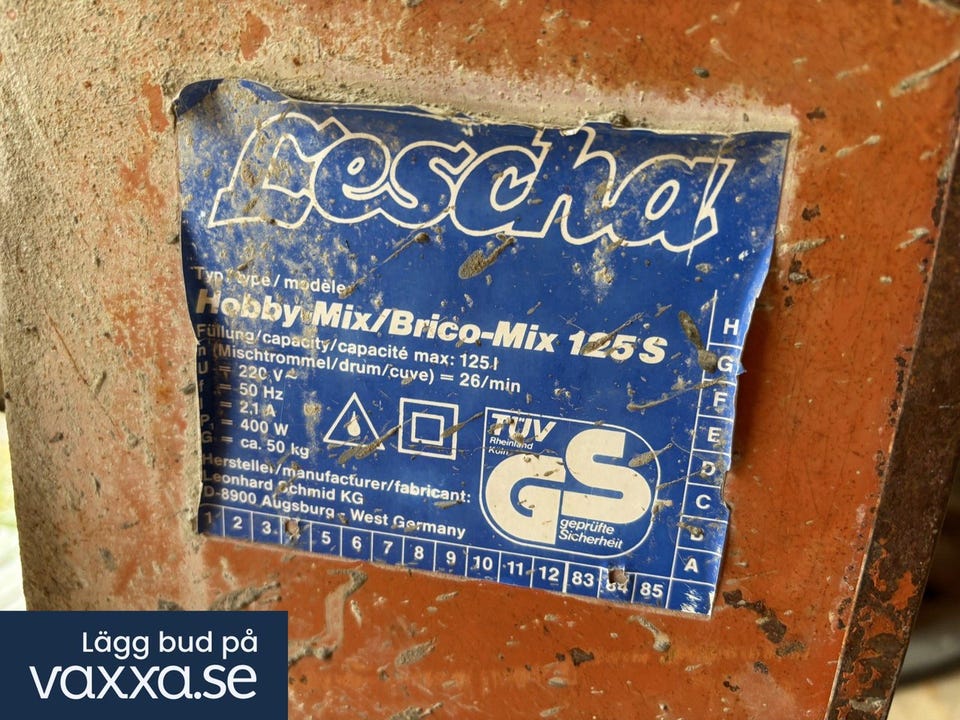 Lescha
Typ/type/modèle
Hobby-Mix/Brico-Mix 125 S
Füllung/capacity/capacité max: 125 l
n (Mischtrommel/drum/cuve) = 26/min
U = 220 V~
f = 50 Hz
= 2,1 A
P₁ = 400 W
G = ca. 50 kg
Hersteller/manufacturer/fabricant:
Leonhard Schmid KG
D-8900 Augsburg - West Germany
TÜV
Rheinland
Köln
GS
geprüfte
Sicherheit
H
G
F
E
D
C
B
A
1 2 3 5 6 7 8 9 10 11 12 83 84 85
Lägg bud på
vaxxa.se